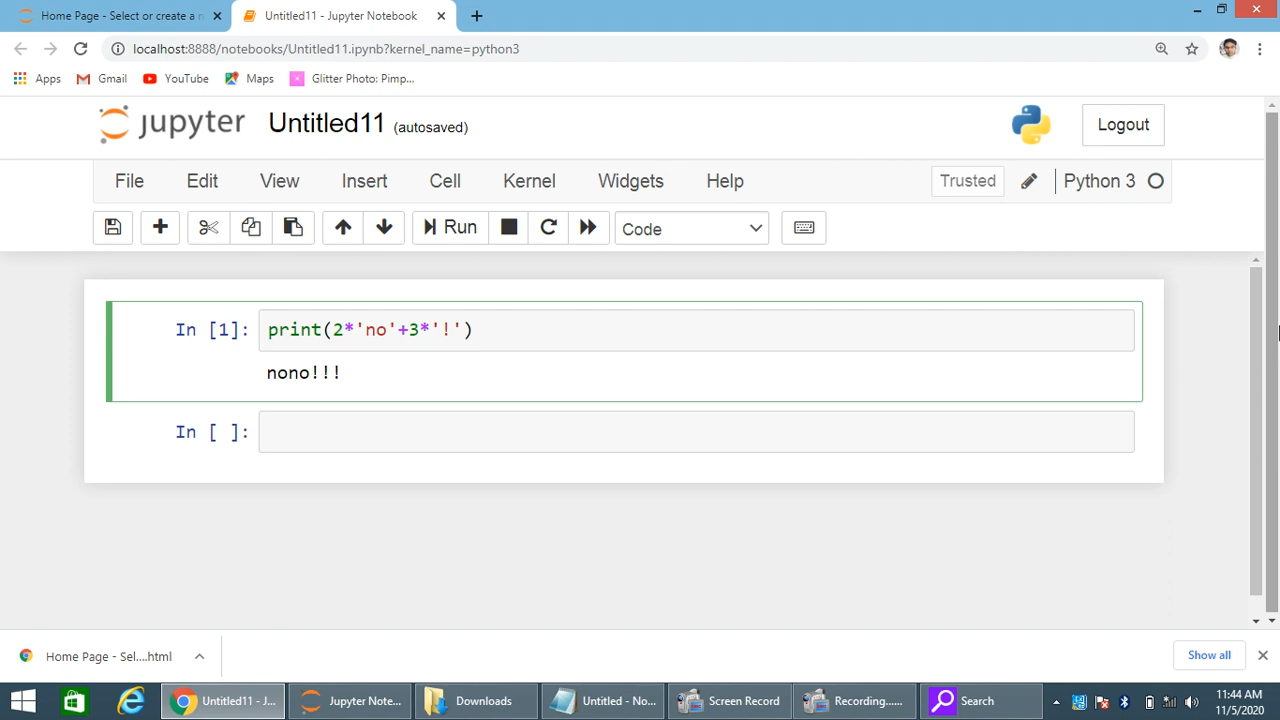 Home Page - Select or create a n
Untitled11 - Jupyter Notebook
localhost:8888/notebooks/Untitled11.ipynb?kernel_name=python3
Apps Gmail YouTube Maps Glitter Photo: Pimp...
jupyter Untitled11 (autosaved) Logout
File Edit View Insert Cell Kernel Widgets Help Trusted Python 3
Run Code
In [1]: print(2*'no'+3*'!')
nono!!!
In [ ]:
Home Page - Sel....html Show all
Untitled11 - J... Jupyter Note... Downloads Untitled - No... Screen Record Recording...... Search
11:44 AM
11/5/2020